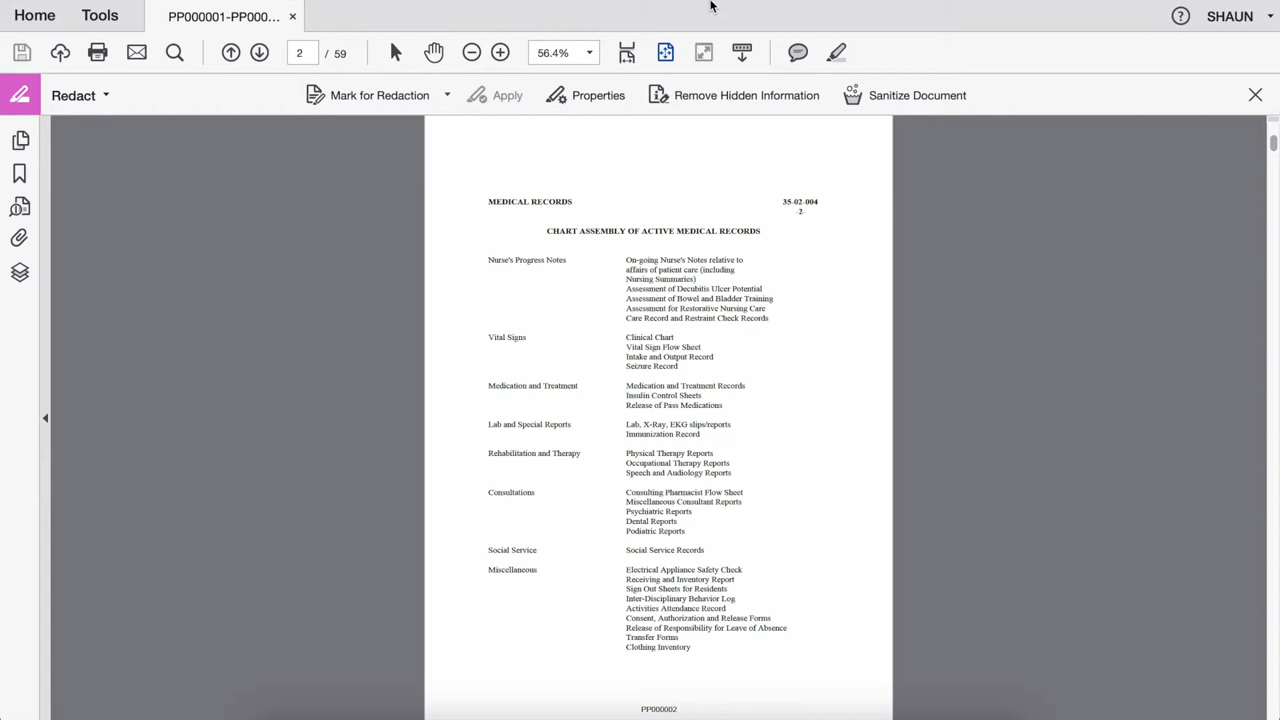 Home Tools PP000001-PP000... × SHAUN
2 / 59 56.4%
Redact Mark for Redaction Apply Properties Remove Hidden Information Sanitize Document
MEDICAL RECORDS 35-02-004
-2-
CHART ASSEMBLY OF ACTIVE MEDICAL RECORDS
Nurse's Progress Notes On-going Nurse's Notes relative to
affairs of patient care (including
Nursing Summaries)
Assessment of Decubitis Ulcer Potential
Assessment of Bowel and Bladder Training
Assessment for Restorative Nursing Care
Care Record and Restraint Check Records
Vital Signs Clinical Chart
Vital Sign Flow Sheet
Intake and Output Record
Seizure Record
Medication and Treatment Medication and Treatment Records
Insulin Control Sheets
Release of Pass Medications
Lab and Special Reports Lab, X-Ray, EKG slips/reports
Immunization Record
Rehabilitation and Therapy Physical Therapy Reports
Occupational Therapy Reports
Speech and Audiology Reports
Consultations Consulting Pharmacist Flow Sheet
Miscellaneous Consultant Reports
Psychiatric Reports
Dental Reports
Podiatric Reports
Social Service Social Service Records
Miscellaneous Electrical Appliance Safety Check
Receiving and Inventory Report
Sign Out Sheets for Residents
Inter-Disciplinary Behavior Log
Activities Attendance Record
Consent, Authorization and Release Forms
Release of Responsibility for Leave of Absence
Transfer Forms
Clothing Inventory
PP000002